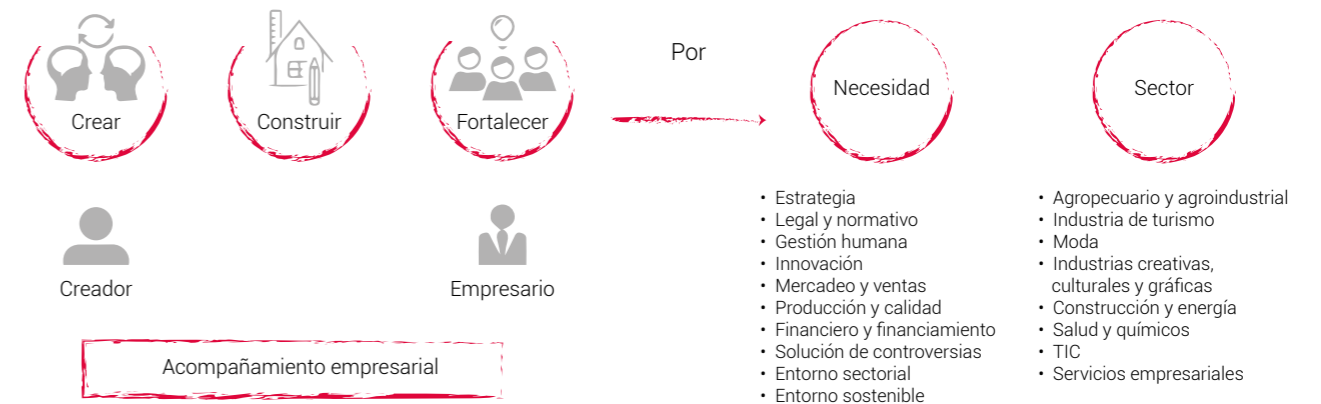 Crear
Construir
Fortalecer
Por
Necesidad
Sector
Creador
Empresario
Acompañamiento empresarial
• Estrategia
• Legal y normativo
• Gestión humana
• Innovación
• Mercadeo y ventas
• Producción y calidad
• Financiero y financiamiento
• Solución de controversias
• Entorno sectorial
• Entorno sostenible
• Agropecuario y agroindustrial
• Industria de turismo
• Moda
• Industrias creativas,
culturales y gráficas
• Construcción y energía
• Salud y químicos
• TIC
• Servicios empresariales